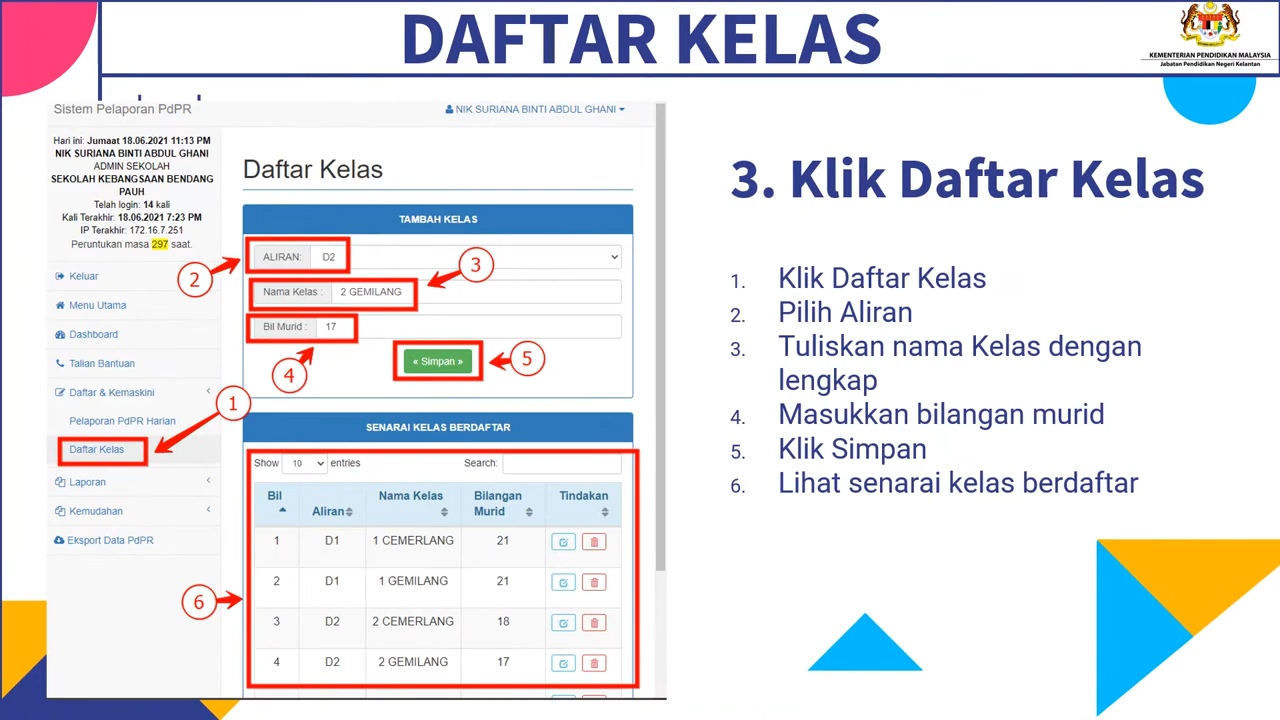 DAFTAR KELAS
KEMENTERIAN PENDIDIKAN MALAYSIA
Jabatan Pendidikan Negeri Kelantan
Sistem Pelaporan PdPR
NIK SURIANA BINTI ABDUL GHANI
Hari ini: Jumaat 18.06.2021 11:13 PM
NIK SURIANA BINTI ABDUL GHANI
ADMIN SEKOLAH
SEKOLAH KEBANGSAAN BENDANG
PAUH
Telah login: 14 kali
Kali Terakhir: 18.06.2021 7:23 PM
IP Terakhir: 172.16.7.251
Peruntukan masa 297 saat.
Keluar
Menu Utama
Dashboard
Talian Bantuan
Daftar & Kemaskini
Pelaporan PdPR Harian
Daftar Kelas
1
Laporan
Kemudahan
Eksport Data PdPR
Daftar Kelas
TAMBAH KELAS
2
ALIRAN: D2
Nama Kelas : 2 GEMILANG
3
Bil Murid : 17
4
« Simpan »
5
SENARAI KELAS BERDAFTAR
Show 10 entries Search:
Bil Aliran Nama Kelas Bilangan Murid Tindakan
1 D1 1 CEMERLANG 21
2 D1 1 GEMILANG 21
3 D2 2 CEMERLANG 18
4 D2 2 GEMILANG 17
6
3. Klik Daftar Kelas
1. Klik Daftar Kelas
2. Pilih Aliran
3. Tuliskan nama Kelas dengan
lengkap
4. Masukkan bilangan murid
5. Klik Simpan
6. Lihat senarai kelas berdaftar